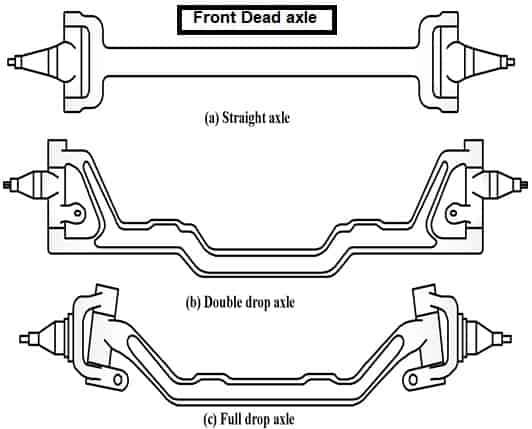 Front Dead axle
(a) Straight axle
(b) Double drop axle
(c) Full drop axle